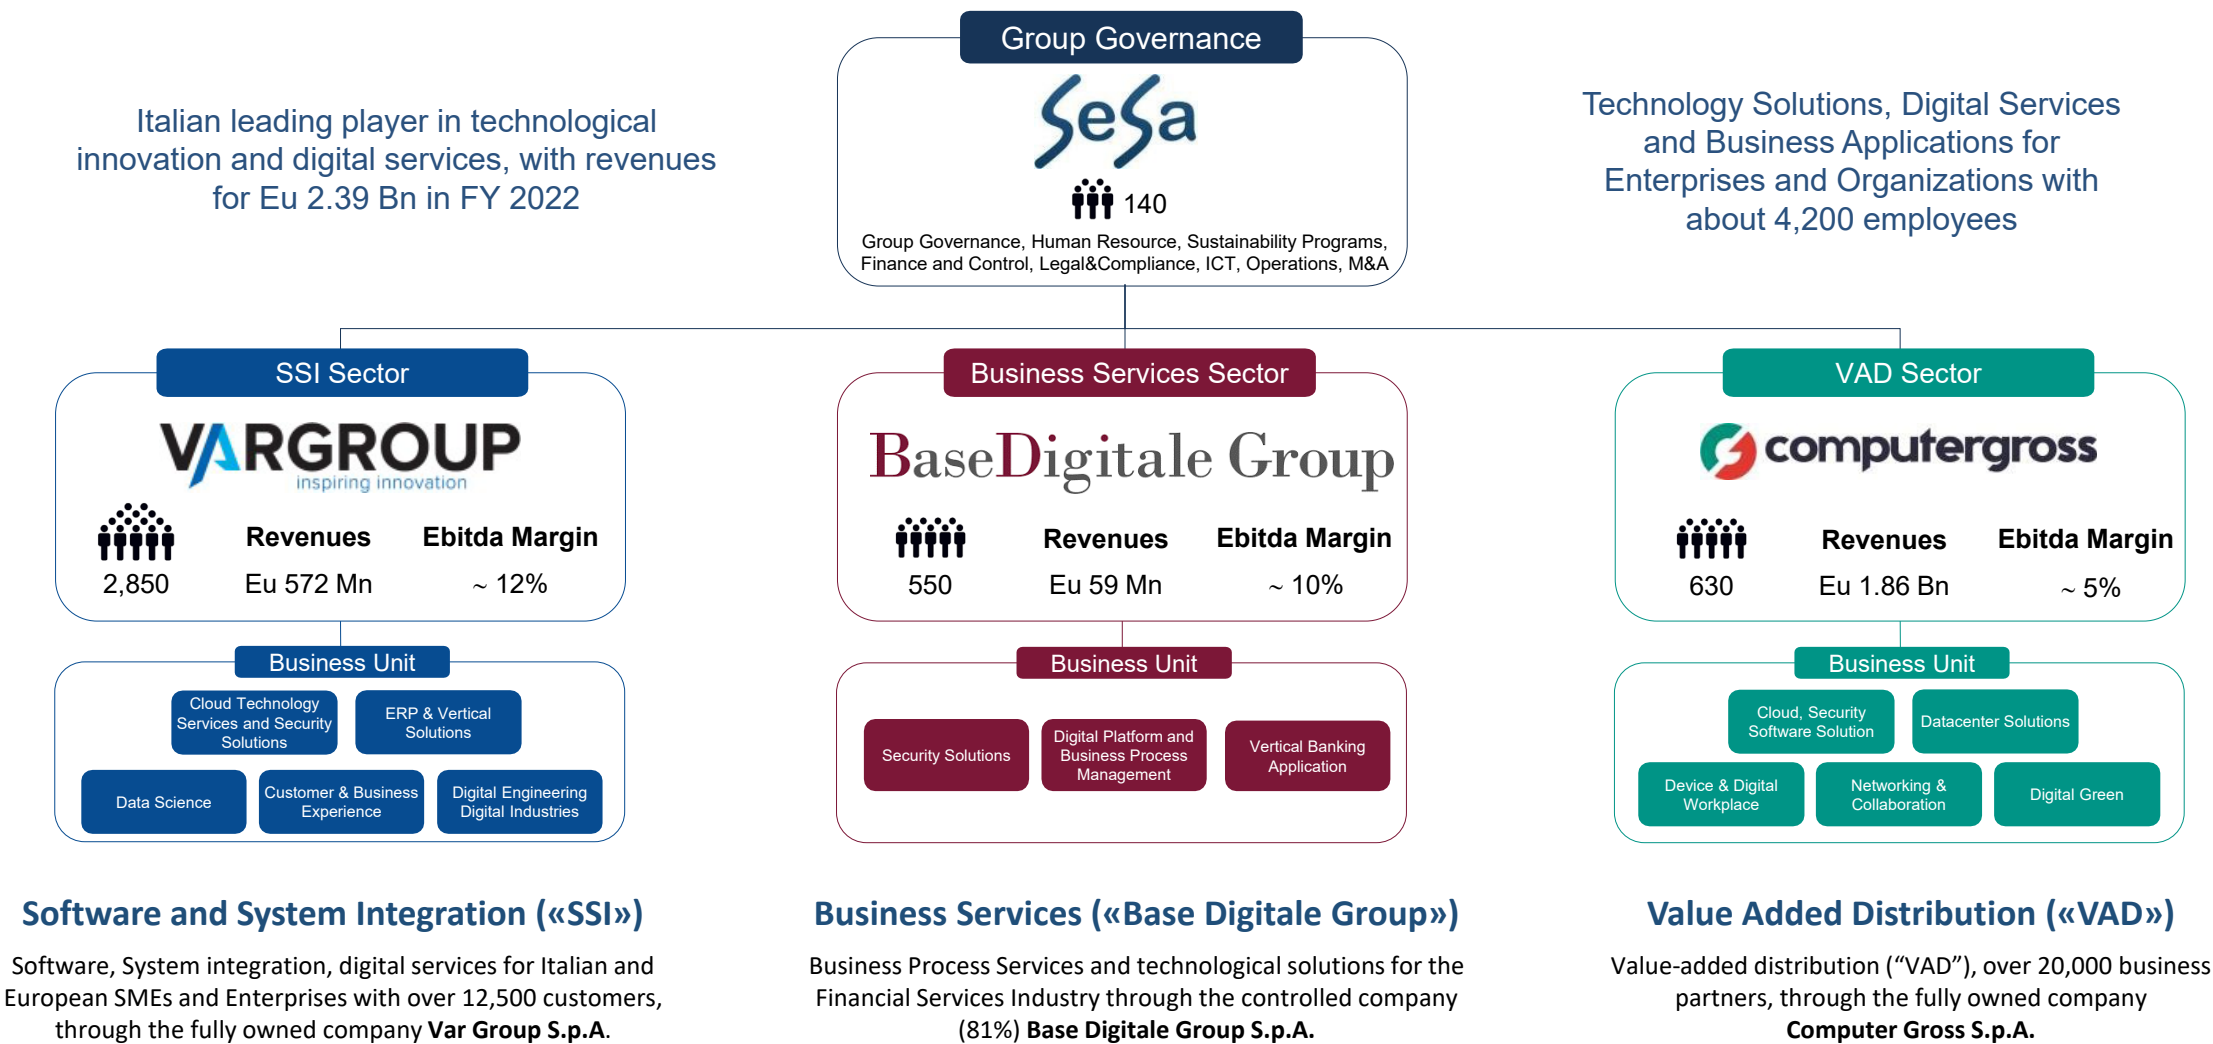 Group Governance
SeSa
140
Group Governance, Human Resource, Sustainability Programs,
Finance and Control, Legal&Compliance, ICT, Operations, M&A
Italian leading player in technological
innovation and digital services, with revenues
for Eu 2.39 Bn in FY 2022
Technology Solutions, Digital Services
and Business Applications for
Enterprises and Organizations with
about 4,200 employees
SSI Sector
VARGROUP
inspiring innovation
Revenues
Ebitda Margin
2,850
Eu 572 Mn
~ 12%
Business Unit
Cloud Technology
Services and Security
Solutions
ERP & Vertical
Solutions
Data Science
Customer & Business
Experience
Digital Engineering
Digital Industries
Software and System Integration («SSI»)
Software, System integration, digital services for Italian and
European SMEs and Enterprises with over 12,500 customers,
through the fully owned company Var Group S.p.A.
Business Services Sector
BaseDigitale Group
Revenues
Ebitda Margin
550
Eu 59 Mn
~ 10%
Business Unit
Security Solutions
Digital Platform and
Business Process
Management
Vertical Banking
Application
Business Services («Base Digitale Group»)
Business Process Services and technological solutions for the
Financial Services Industry through the controlled company
(81%) Base Digitale Group S.p.A.
VAD Sector
computergross
Revenues
Ebitda Margin
630
Eu 1.86 Bn
~ 5%
Business Unit
Cloud, Security
Software Solution
Datacenter Solutions
Device & Digital
Workplace
Networking &
Collaboration
Digital Green
Value Added Distribution («VAD»)
Value-added distribution (“VAD”), over 20,000 business
partners, through the fully owned company
Computer Gross S.p.A.